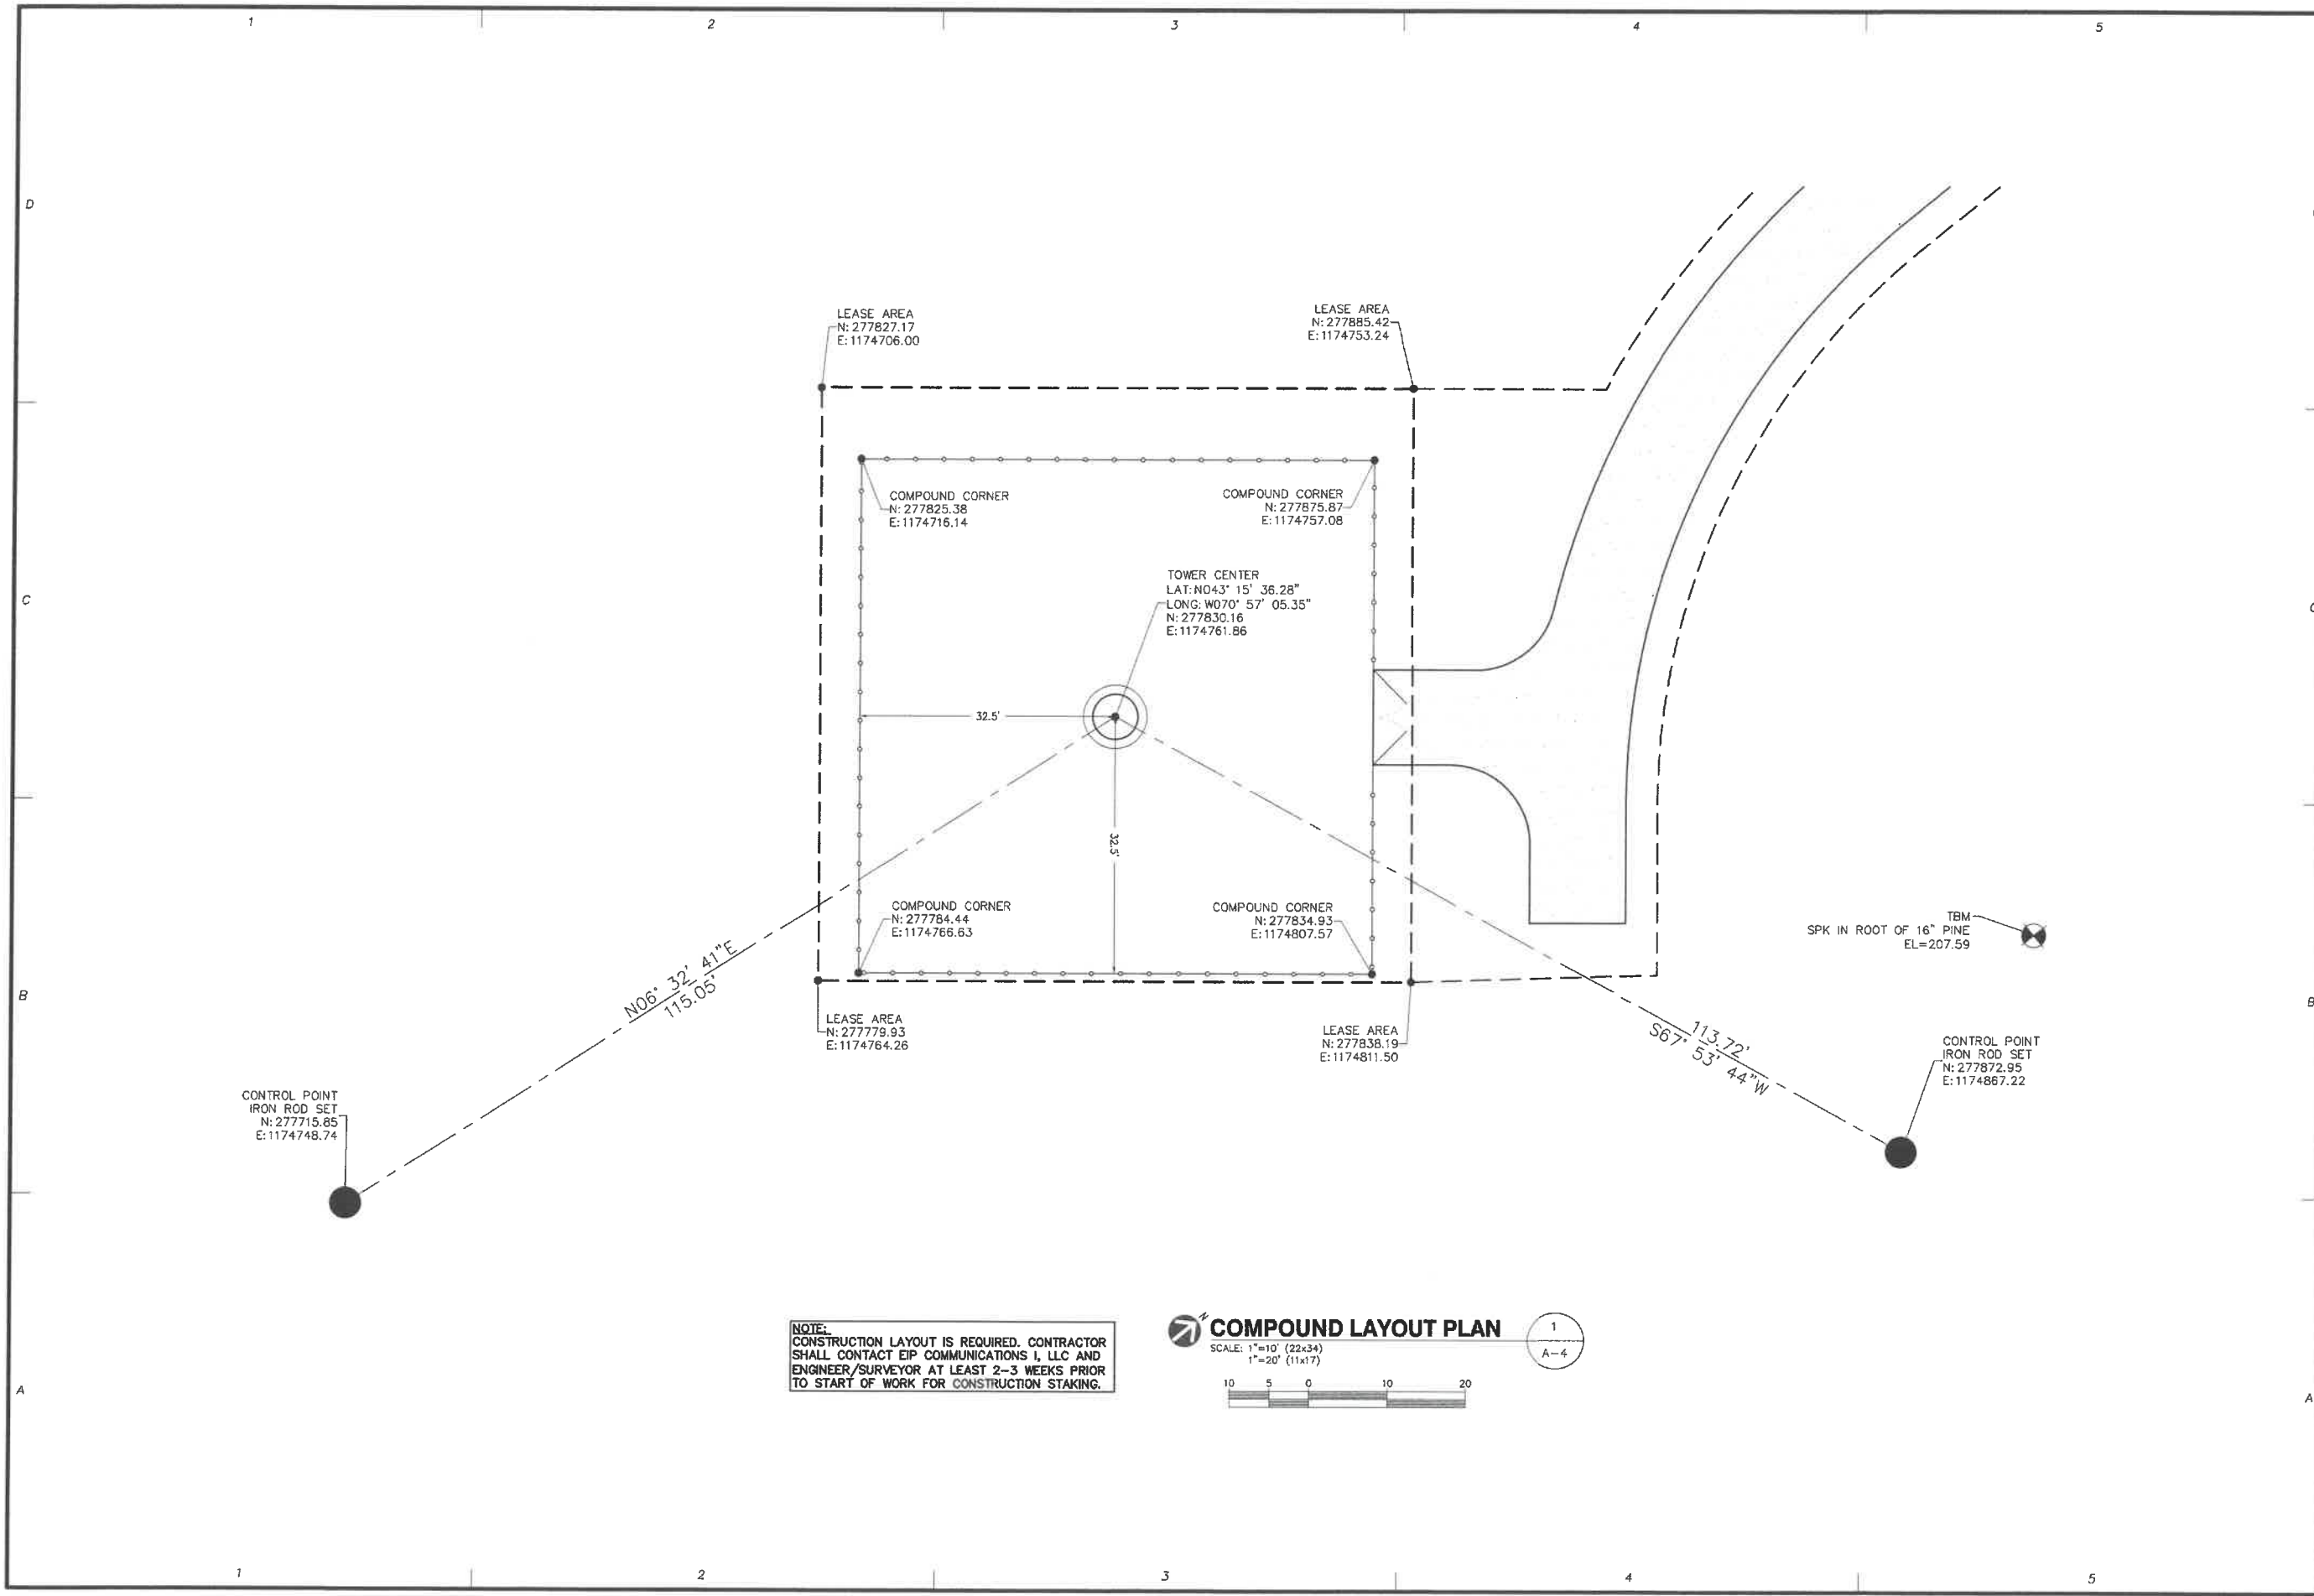 1 2 3 4 5
D
LEASE AREA
N: 277827.17
E: 1174706.00
LEASE AREA
N: 277885.42
E: 1174753.24
COMPOUND CORNER
N: 277825.38
E: 1174716.14
COMPOUND CORNER
N: 277875.87
E: 1174757.08
C
TOWER CENTER
LAT: N043° 15' 36.28"
LONG: W070° 57' 05.35"
N: 277830.16
E: 1174761.86
32.5'
32.5'
COMPOUND CORNER
N: 277784.44
E: 1174766.63
COMPOUND CORNER
N: 277834.93
E: 1174807.57
TBM
SPK IN ROOT OF 16" PINE
EL=207.59
B
B
N06° 32' 41"E
115.05'
LEASE AREA
N: 277779.93
E: 1174764.26
LEASE AREA
N: 277838.19
E: 1174811.50
113.72'
S67° 53' 44"W
CONTROL POINT
IRON ROD SET
N: 277872.95
E: 1174867.22
CONTROL POINT
IRON ROD SET
N: 277715.85
E: 1174748.74
NOTE:
CONSTRUCTION LAYOUT IS REQUIRED. CONTRACTOR
SHALL CONTACT EIP COMMUNICATIONS I, LLC AND
ENGINEER/SURVEYOR AT LEAST 2-3 WEEKS PRIOR
TO START OF WORK FOR CONSTRUCTION STAKING.
N
COMPOUND LAYOUT PLAN
SCALE: 1"=10' (22x34)
1"=20' (11x17)
1
A-4
10 5 0 10 20
A
A
1 2 3 4 5